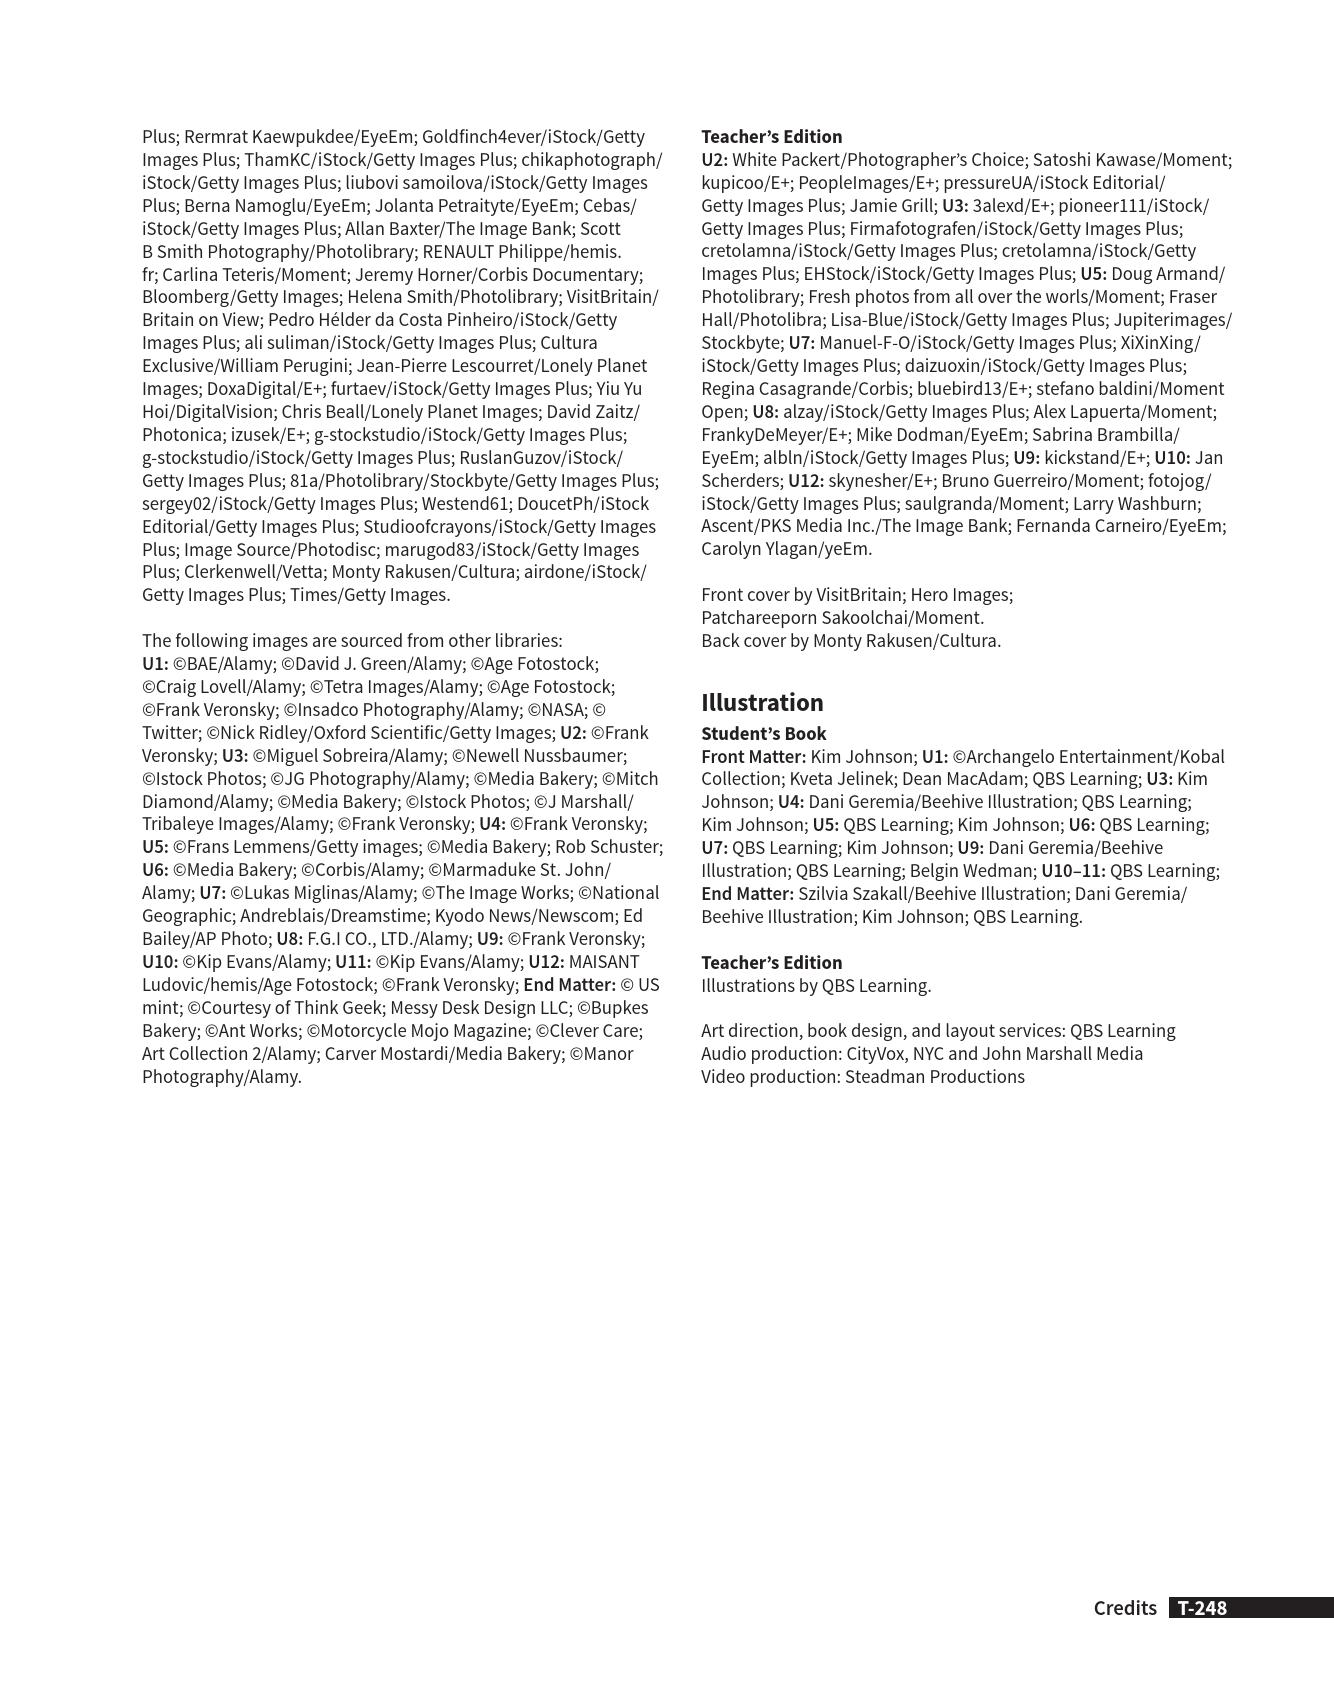 Plus; Rermrat Kaewpukdee/EyeEm; Goldfinch4ever/iStock/Getty
Images Plus; ThamKC/iStock/Getty Images Plus; chikaphotograph/
iStock/Getty Images Plus; liubovi samoilova/iStock/Getty Images
Plus; Berna Namoglu/EyeEm; Jolanta Petraityte/EyeEm; Cebas/
iStock/Getty Images Plus; Allan Baxter/The Image Bank; Scott
B Smith Photography/Photolibrary; RENAULT Philippe/hemis.
fr; Carlina Teteris/Moment; Jeremy Horner/Corbis Documentary;
Bloomberg/Getty Images; Helena Smith/Photolibrary; VisitBritain/
Britain on View; Pedro Hélder da Costa Pinheiro/iStock/Getty
Images Plus; ali suliman/iStock/Getty Images Plus; Cultura
Exclusive/William Perugini; Jean-Pierre Lescourret/Lonely Planet
Images; DoxaDigital/E+; furtaev/iStock/Getty Images Plus; Yiu Yu
Hoi/DigitalVision; Chris Beall/Lonely Planet Images; David Zaitz/
Photonica; izusek/E+; g-stockstudio/iStock/Getty Images Plus;
g-stockstudio/iStock/Getty Images Plus; RuslanGuzov/iStock/
Getty Images Plus; 81a/Photolibrary/Stockbyte/Getty Images Plus;
sergey02/iStock/Getty Images Plus; Westend61; DoucetPh/iStock
Editorial/Getty Images Plus; Studioofcrayons/iStock/Getty Images
Plus; Image Source/Photodisc; marugod83/iStock/Getty Images
Plus; Clerkenwell/Vetta; Monty Rakusen/Cultura; airdone/iStock/
Getty Images Plus; Times/Getty Images.
The following images are sourced from other libraries:
U1: ©BAE/Alamy; ©David J. Green/Alamy; ©Age Fotostock;
©Craig Lovell/Alamy; ©Tetra Images/Alamy; ©Age Fotostock;
©Frank Veronsky; ©Insadco Photography/Alamy; ©NASA; ©
Twitter; ©Nick Ridley/Oxford Scientific/Getty Images; U2: ©Frank
Veronsky; U3: ©Miguel Sobreira/Alamy; ©Newell Nussbaumer;
©Istock Photos; ©JG Photography/Alamy; ©Media Bakery; ©Mitch
Diamond/Alamy; ©Media Bakery; ©Istock Photos; ©J Marshall/
Tribaleye Images/Alamy; ©Frank Veronsky; U4: ©Frank Veronsky;
U5: ©Frans Lemmens/Getty images; ©Media Bakery; Rob Schuster;
U6: ©Media Bakery; ©Corbis/Alamy; ©Marmaduke St. John/
Alamy; U7: ©Lukas Miglinas/Alamy; ©The Image Works; ©National
Geographic; Andreblais/Dreamstime; Kyodo News/Newscom; Ed
Bailey/AP Photo; U8: F.G.I CO., LTD./Alamy; U9: ©Frank Veronsky;
U10: ©Kip Evans/Alamy; U11: ©Kip Evans/Alamy; U12: MAISANT
Ludovic/hemis/Age Fotostock; ©Frank Veronsky; End Matter: © US
mint; ©Courtesy of Think Geek; Messy Desk Design LLC; ©Bupkes
Bakery; ©Ant Works; ©Motorcycle Mojo Magazine; ©Clever Care;
Art Collection 2/Alamy; Carver Mostardi/Media Bakery; ©Manor
Photography/Alamy.
Teacher’s Edition
U2: White Packert/Photographer’s Choice; Satoshi Kawase/Moment;
kupicoo/E+; PeopleImages/E+; pressureUA/iStock Editorial/
Getty Images Plus; Jamie Grill; U3: 3alexd/E+; pioneer111/iStock/
Getty Images Plus; Firmafotografen/iStock/Getty Images Plus;
cretolamna/iStock/Getty Images Plus; cretolamna/iStock/Getty
Images Plus; EHStock/iStock/Getty Images Plus; U5: Doug Armand/
Photolibrary; Fresh photos from all over the worls/Moment; Fraser
Hall/Photolibra; Lisa-Blue/iStock/Getty Images Plus; Jupiterimages/
Stockbyte; U7: Manuel-F-O/iStock/Getty Images Plus; XiXinXing/
iStock/Getty Images Plus; daizuoxin/iStock/Getty Images Plus;
Regina Casagrande/Corbis; bluebird13/E+; stefano baldini/Moment
Open; U8: alzay/iStock/Getty Images Plus; Alex Lapuerta/Moment;
FrankyDeMeyer/E+; Mike Dodman/EyeEm; Sabrina Brambilla/
EyeEm; albln/iStock/Getty Images Plus; U9: kickstand/E+; U10: Jan
Scherders; U12: skynesher/E+; Bruno Guerreiro/Moment; fotojog/
iStock/Getty Images Plus; saulgranda/Moment; Larry Washburn;
Ascent/PKS Media Inc./The Image Bank; Fernanda Carneiro/EyeEm;
Carolyn Ylagan/yeEm.
Front cover by VisitBritain; Hero Images;
Patchareeporn Sakoolchai/Moment.
Back cover by Monty Rakusen/Cultura.
Illustration
Student’s Book
Front Matter: Kim Johnson; U1: ©Archangelo Entertainment/Kobal
Collection; Kveta Jelinek; Dean MacAdam; QBS Learning; U3: Kim
Johnson; U4: Dani Geremia/Beehive Illustration; QBS Learning;
Kim Johnson; U5: QBS Learning; Kim Johnson; U6: QBS Learning;
U7: QBS Learning; Kim Johnson; U9: Dani Geremia/Beehive
Illustration; QBS Learning; Belgin Wedman; U10–11: QBS Learning;
End Matter: Szilvia Szakall/Beehive Illustration; Dani Geremia/
Beehive Illustration; Kim Johnson; QBS Learning.
Teacher’s Edition
Illustrations by QBS Learning.
Art direction, book design, and layout services: QBS Learning
Audio production: CityVox, NYC and John Marshall Media
Video production: Steadman Productions
Credits T-248